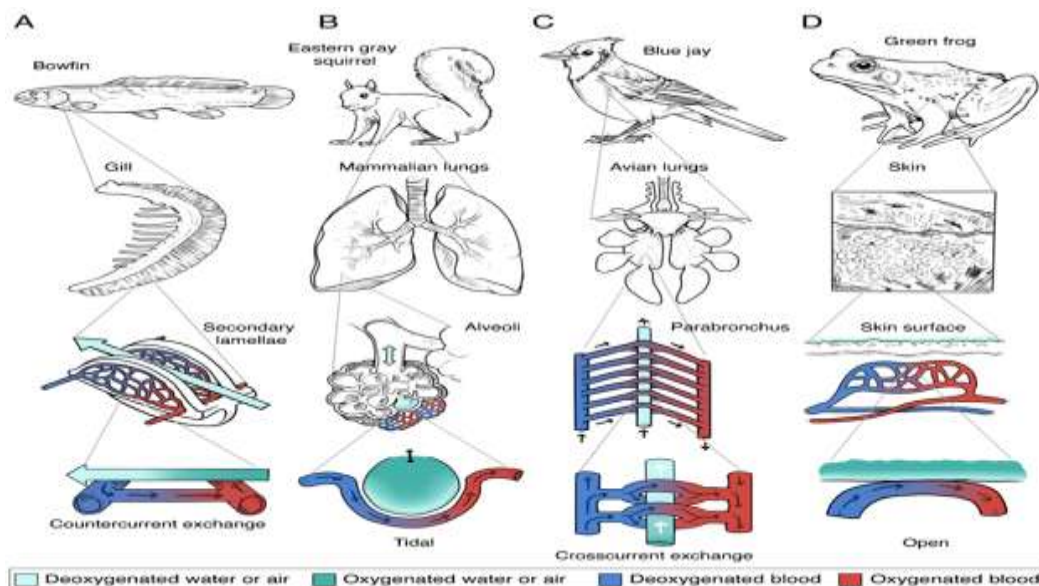 A
Bowfin
Gill
Secondary
lamellae
Countercurrent exchange
B
Eastern gray
squirrel
Mammalian lungs
Alveoli
Tidal
C
Blue jay
Avian lungs
Parabronchus
Crosscurrent exchange
D
Green frog
Skin
Skin surface
Open
Deoxygenated water or air
Oxygenated water or air
Deoxygenated blood
Oxygenated blood